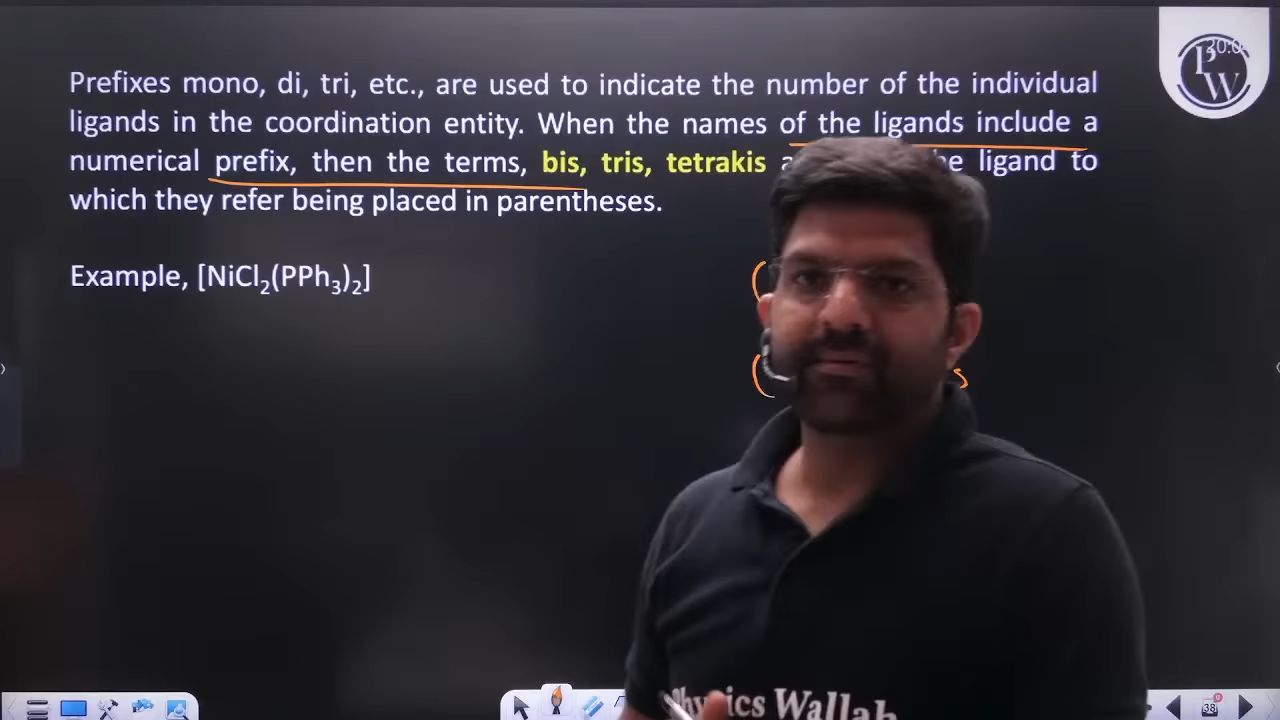 Prefixes mono, di, tri, etc., are used to indicate the number of the individual
ligands in the coordination entity. When the names of the ligands include a
numerical prefix, then the terms, bis, tris, tetrakis ligand to
which they refer being placed in parentheses.
Example, [NiCl₂(PPh₃)₂]
PW
Wallah
38